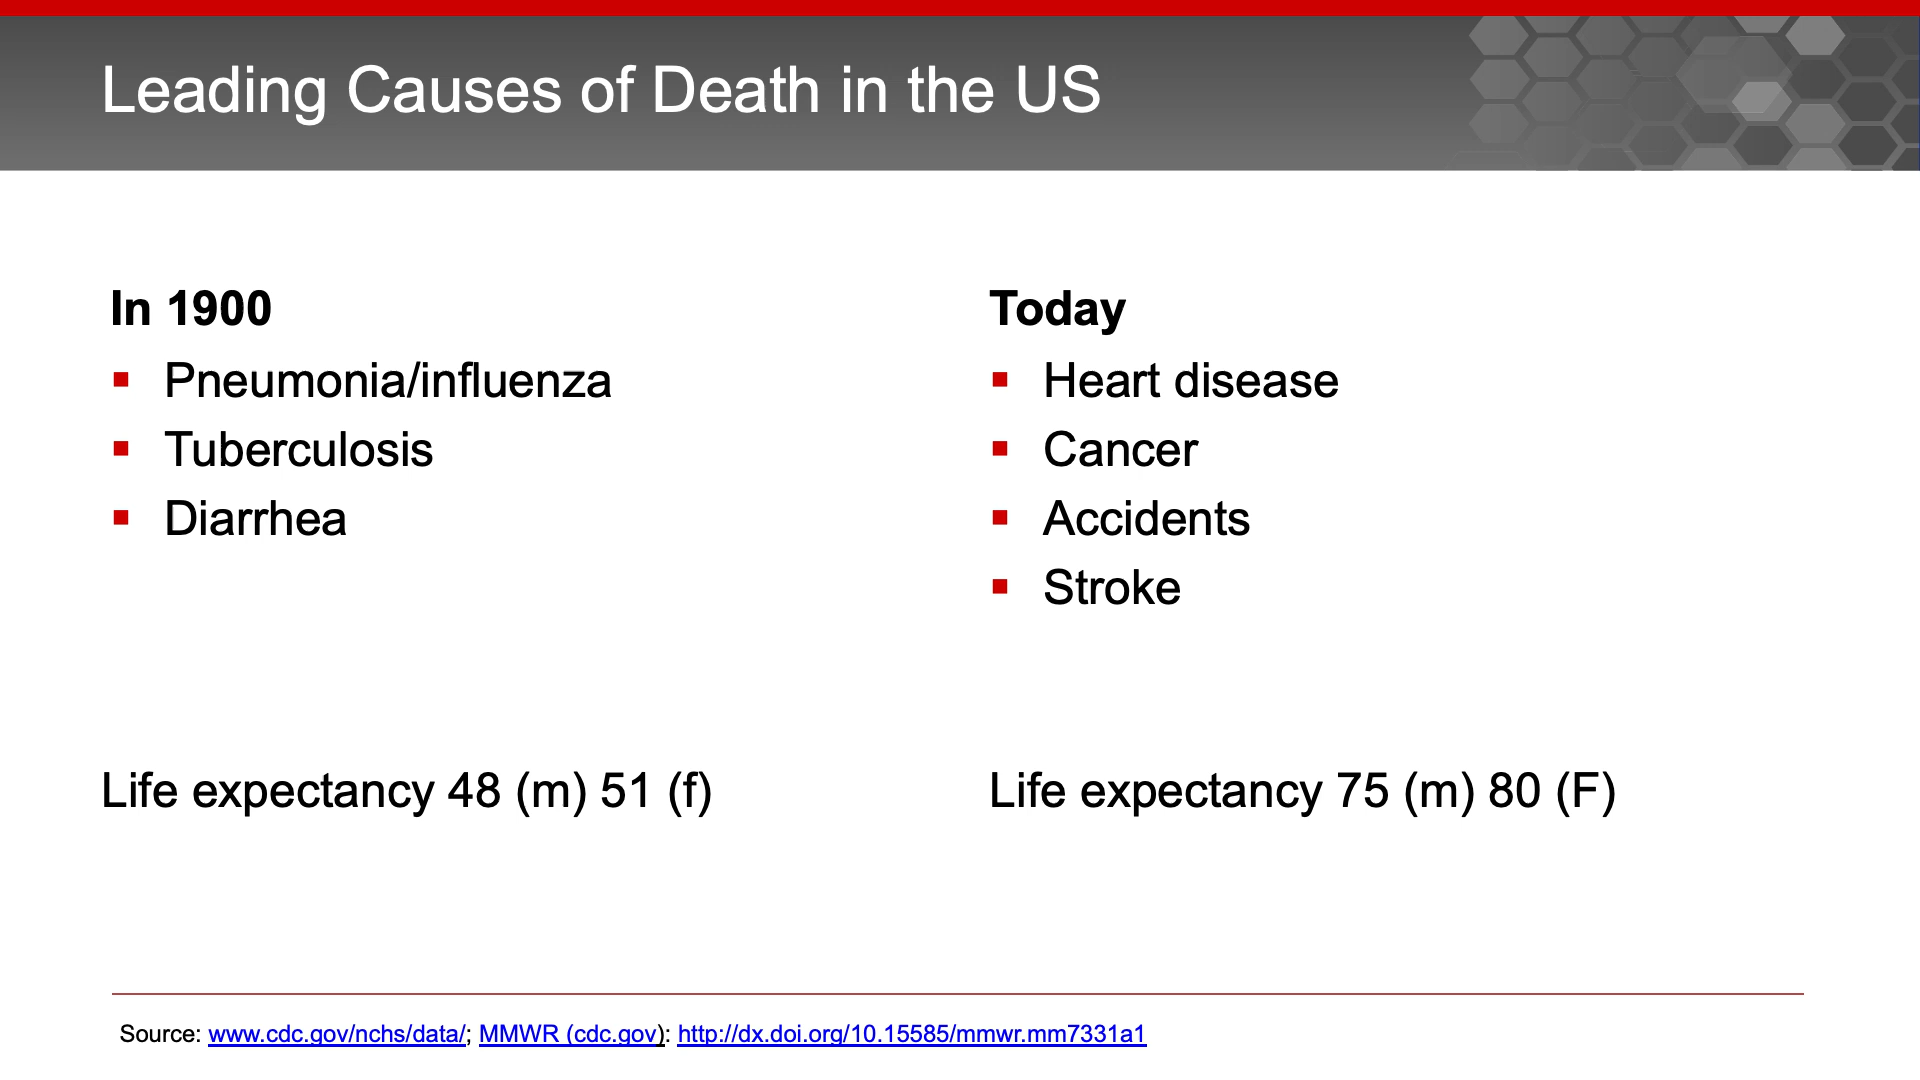 Leading Causes of Death in the US
In 1900
Pneumonia/influenza
Tuberculosis
Diarrhea
Life expectancy 48 (m) 51 (f)
Today
Heart disease
Cancer
Accidents
Stroke
Life expectancy 75 (m) 80 (F)
Source: www.cdc.gov/nchs/data/; MMWR (cdc.gov): http://dx.doi.org/10.15585/mmwr.mm7331a1